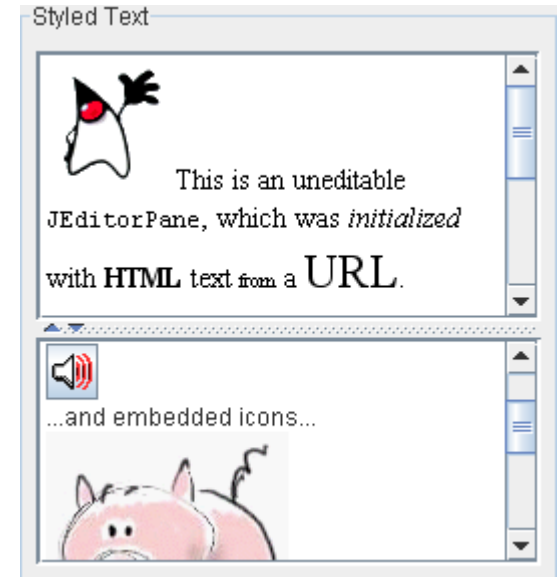 Styled Text
This is an uneditable
JEditorPane, which was initialized
with HTML text from a URL.
...and embedded icons...